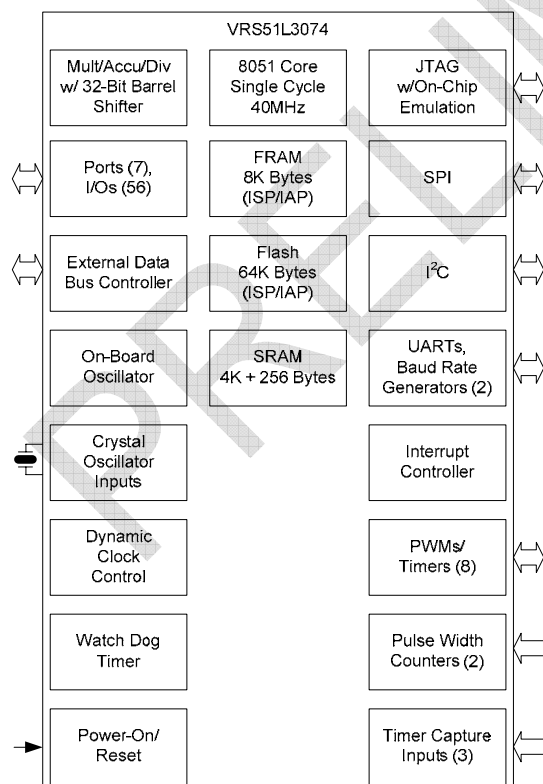 VRS51L3074
Mult/Accu/Div
w/ 32-Bit Barrel
Shifter
8051 Core
Single Cycle
40MHz
JTAG
w/On-Chip
Emulation
Ports (7),
I/Os (56)
FRAM
8K Bytes
(ISP/IAP)
SPI
External Data
Bus Controller
Flash
64K Bytes
(ISP/IAP)
I²C
On-Board
Oscillator
SRAM
4K + 256 Bytes
UARTs,
Baud Rate
Generators (2)
Crystal
Oscillator
Inputs
Interrupt
Controller
Dynamic
Clock
Control
PWMs/
Timers (8)
Watch Dog
Timer
Pulse Width
Counters (2)
Power-On/
Reset
Timer Capture
Inputs (3)
PRELIM